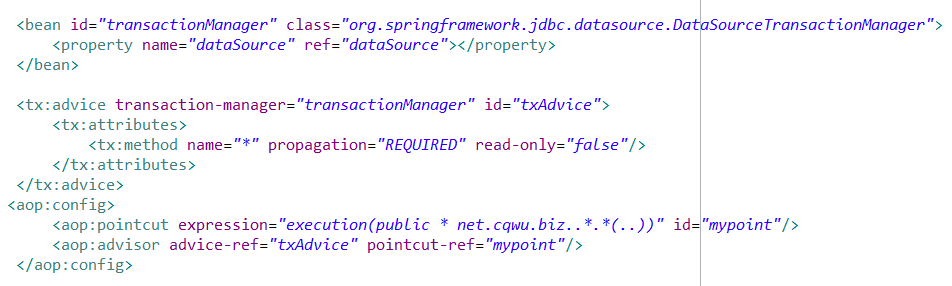 <bean id="transactionManager" class="org.springframework.jdbc.datasource.DataSourceTransactionManager">
<property name="dataSource" ref="dataSource"></property>
</bean>
<tx:advice transaction-manager="transactionManager" id="txAdvice">
<tx:attributes>
<tx:method name="*" propagation="REQUIRED" read-only="false"/>
</tx:attributes>
</tx:advice>
<aop:config>
<aop:pointcut expression="execution(public * net.cqwu.biz..*.*(..))" id="mypoint"/>
<aop:advisor advice-ref="txAdvice" pointcut-ref="mypoint"/>
</aop:config>